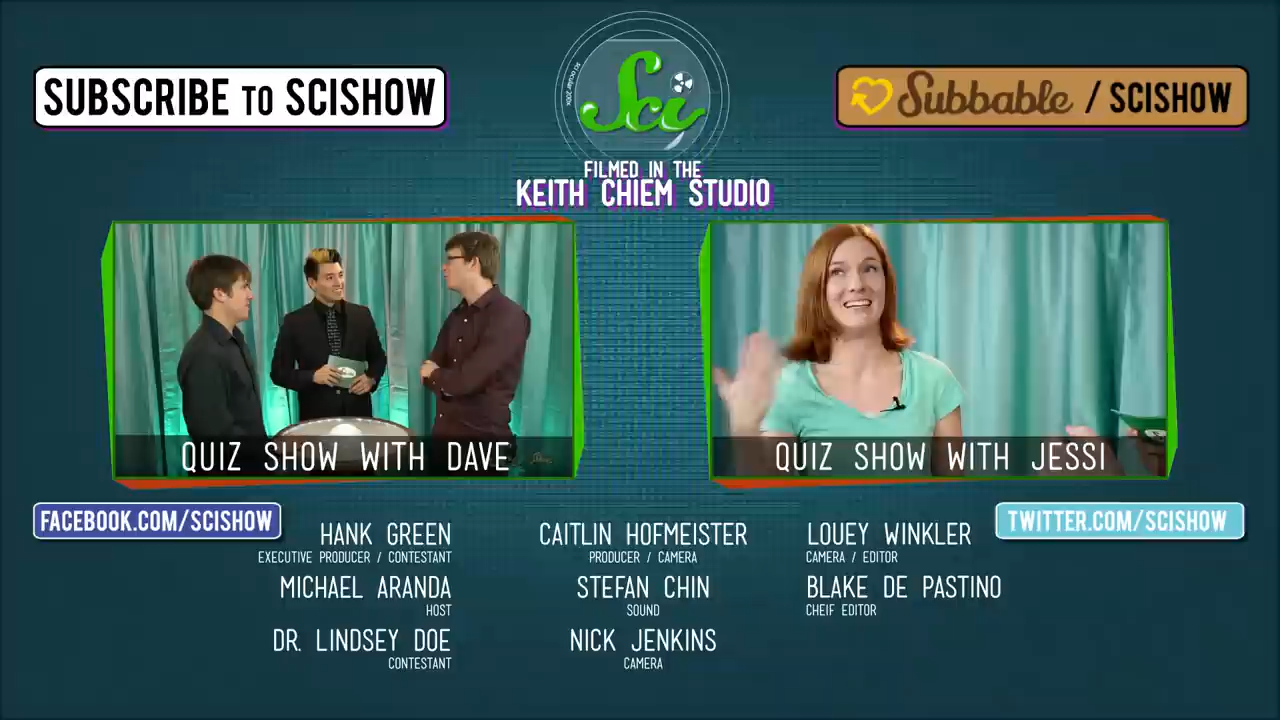 SUBSCRIBE TO SCISHOW
Sci
Subbable / SCISHOW
FILMED IN THE
KEITH CHIEM STUDIO
QUIZ SHOW WITH DAVE
QUIZ SHOW WITH JESSI
FACEBOOK.COM/SCISHOW
TWITTER.COM/SCISHOW
HANK GREEN
EXECUTIVE PRODUCER / CONTESTANT
MICHAEL ARANDA
HOST
DR. LINDSEY DOE
CONTESTANT
CAITLIN HOFMEISTER
PRODUCER / CAMERA
STEFAN CHIN
SOUND
NICK JENKINS
CAMERA
LOUEY WINKLER
CAMERA / EDITOR
BLAKE DE PASTINO
CHEIF EDITOR